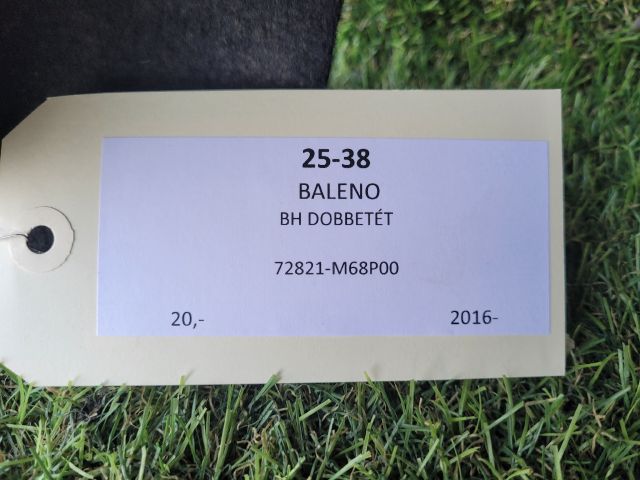 25-38
BALENO
BH DOBBETÉT
72821-M68P00
20,- 2016-